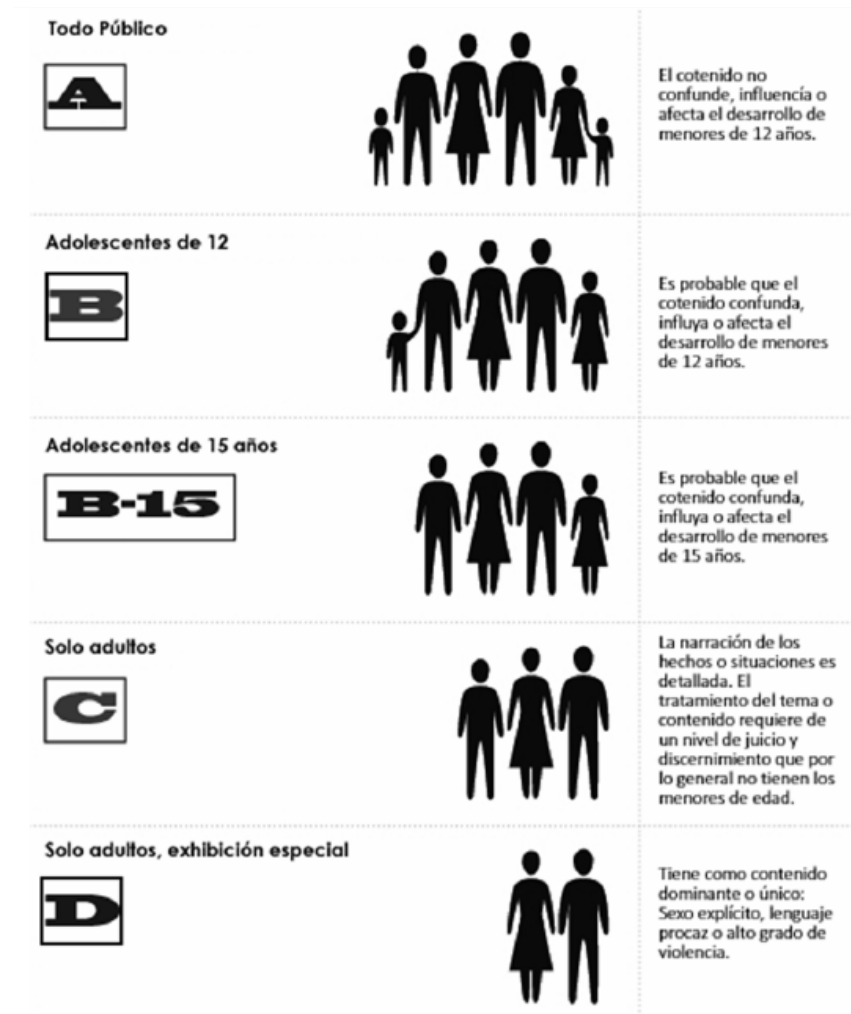 Todo Público
A
El cotenido no
confunde, influencía o
afecta el desarrollo de
menores de 12 años.
Adolescentes de 12
B
Es probable que el
cotenido confunda,
influya o afecta el
desarrollo de menores
de 12 años.
Adolescentes de 15 años
B-15
Es probable que el
cotenido confunda,
influya o afecta el
desarrollo de menores
de 15 años.
Solo adultos
C
La narración de los
hechos o situaciones es
detallada. El
tratamiento del tema o
contenido requiere de
un nivel de juicio y
discernimiento que por
lo general no tienen los
menores de edad.
Solo adultos, exhibición especial
D
Tiene como contenido
dominante o único:
Sexo explícito, lenguaje
procaz o alto grado de
violencia.